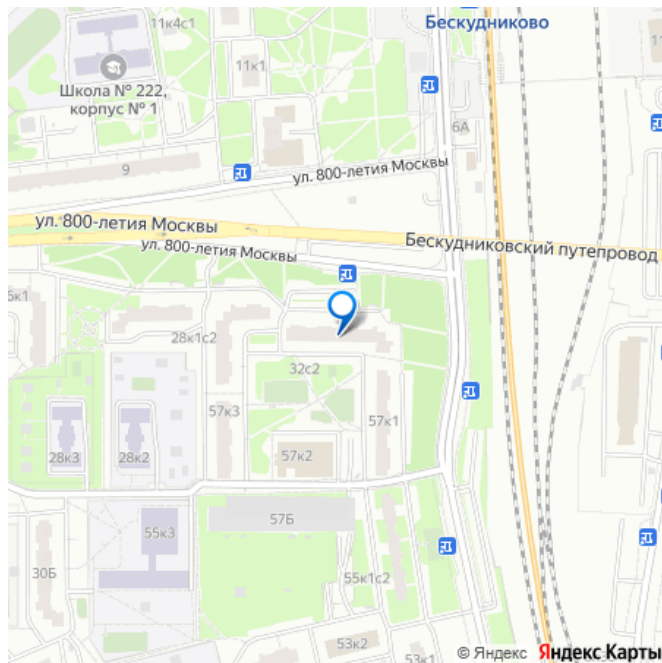 11к4с1
Бескудниково
11к1
Школа № 222,
корпус № 1
6А
9
ул. 800-летия Москвы
ул. 800-летия Москвы
Бескудниковский путепровод
ул. 800-летия Москвы
28к1с2
32с2
57к3
57к1
28к3
28к2
57к2
57Б
55к3
30Б
55к1с2
53к2
53к1
© Яндекс Яндекс Карты